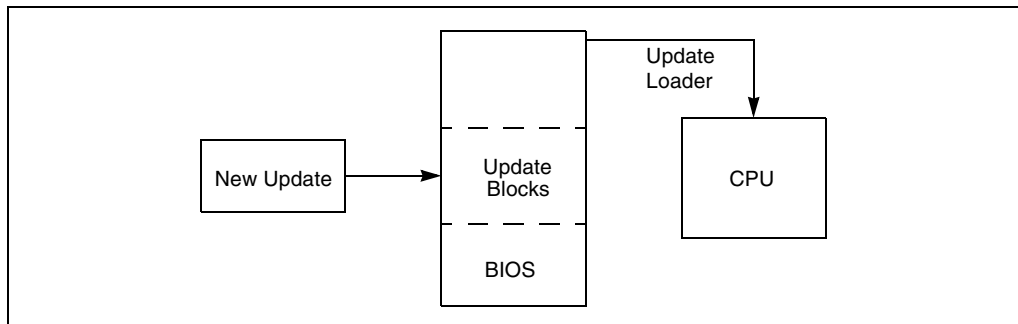 Update
Loader
New Update
Update
Blocks
CPU
BIOS